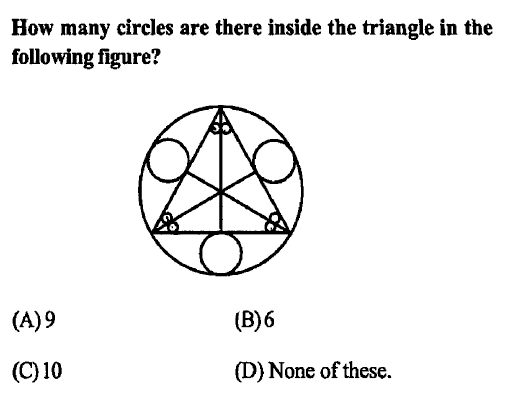 How many circles are there inside the triangle in the
following figure?
(A) 9 (B) 6
(C) 10 (D) None of these.